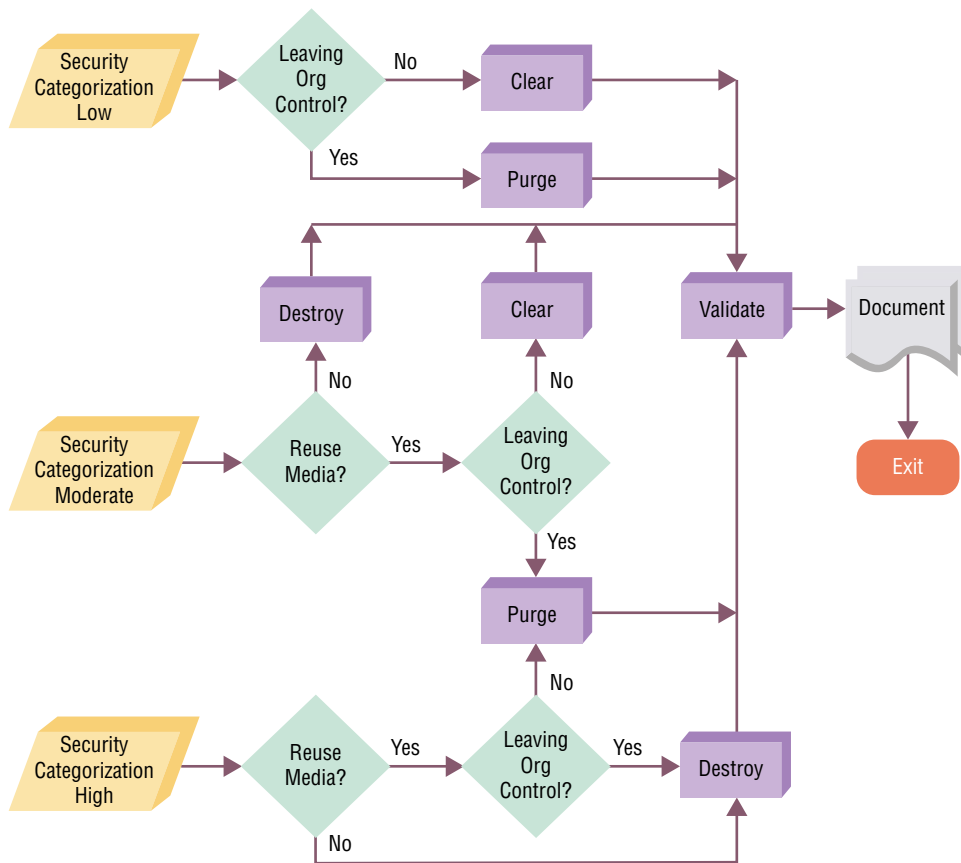 Security
Categorization
Low
Leaving
Org
Control?
No
Clear
Yes
Purge
Destroy
Clear
Validate
Document
No
No
Security
Categorization
Moderate
Reuse
Media?
Yes
Leaving
Org
Control?
Exit
Yes
Purge
No
Security
Categorization
High
Reuse
Media?
Yes
Leaving
Org
Control?
Yes
Destroy
No